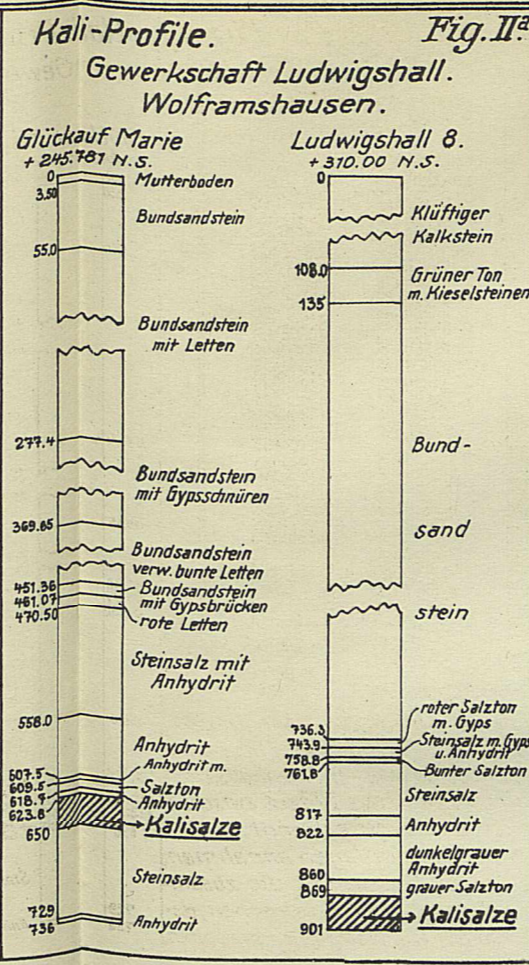 Kali-Profile.
Fig. IIa.
Gewerkschaft Ludwigshall.
Wolframshausen.
Glückauf Marie
+ 245.781 N.S.
0
Mutterboden
3.50
Bundsandstein
55.0
Bundsandstein
mit Letten
277.4
Bundsandstein
mit Gypsschnüren
369.85
Bundsandstein
verw. bunte Letten
451.36
Bundsandstein
461.07
mit Gypsbrücken
470.50
rote Letten
Steinsalz mit
Anhydrit
558.0
Anhydrit
607.5
Anhydrit m.
609.5
Salzton
618.7
Anhydrit
623.8
Kalisalze
650
Steinsalz
729
736
Anhydrit
Ludwigshall 8.
+ 310.00 N.S.
0
Klüftiger
Kalkstein
108.0
Grüner Ton
m. Kieselsteinen
135
Bund-
sand
stein
roter Salzton
m. Gyps
736.3
743.9
Steinsalz m. Gyps
u. Anhydrit
758.8
761.8
Bunter Salzton
Steinsalz
817
Anhydrit
822
dunkelgrauer
Anhydrit
860
grauer Salzton
869
Kalisalze
901